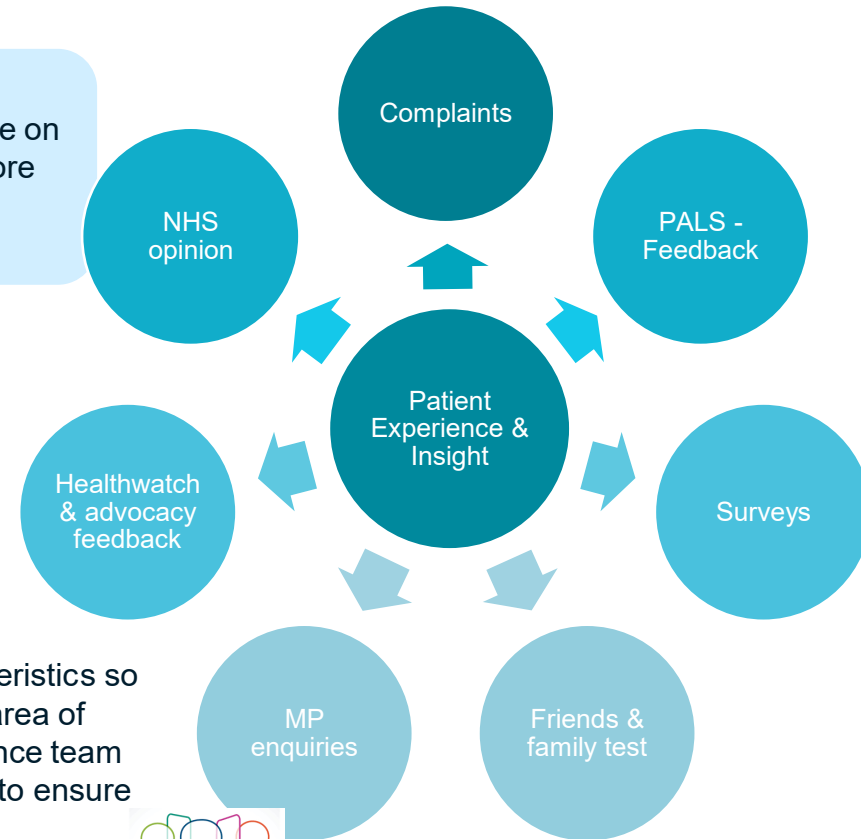 e on
ore
Complaints
NHS
opinion
PALS -
Feedback
Patient
Experience &
Insight
Healthwatch
& advocacy
feedback
Surveys
eristics so
area of
nce team
to ensure
MP
enquiries
Friends &
family test